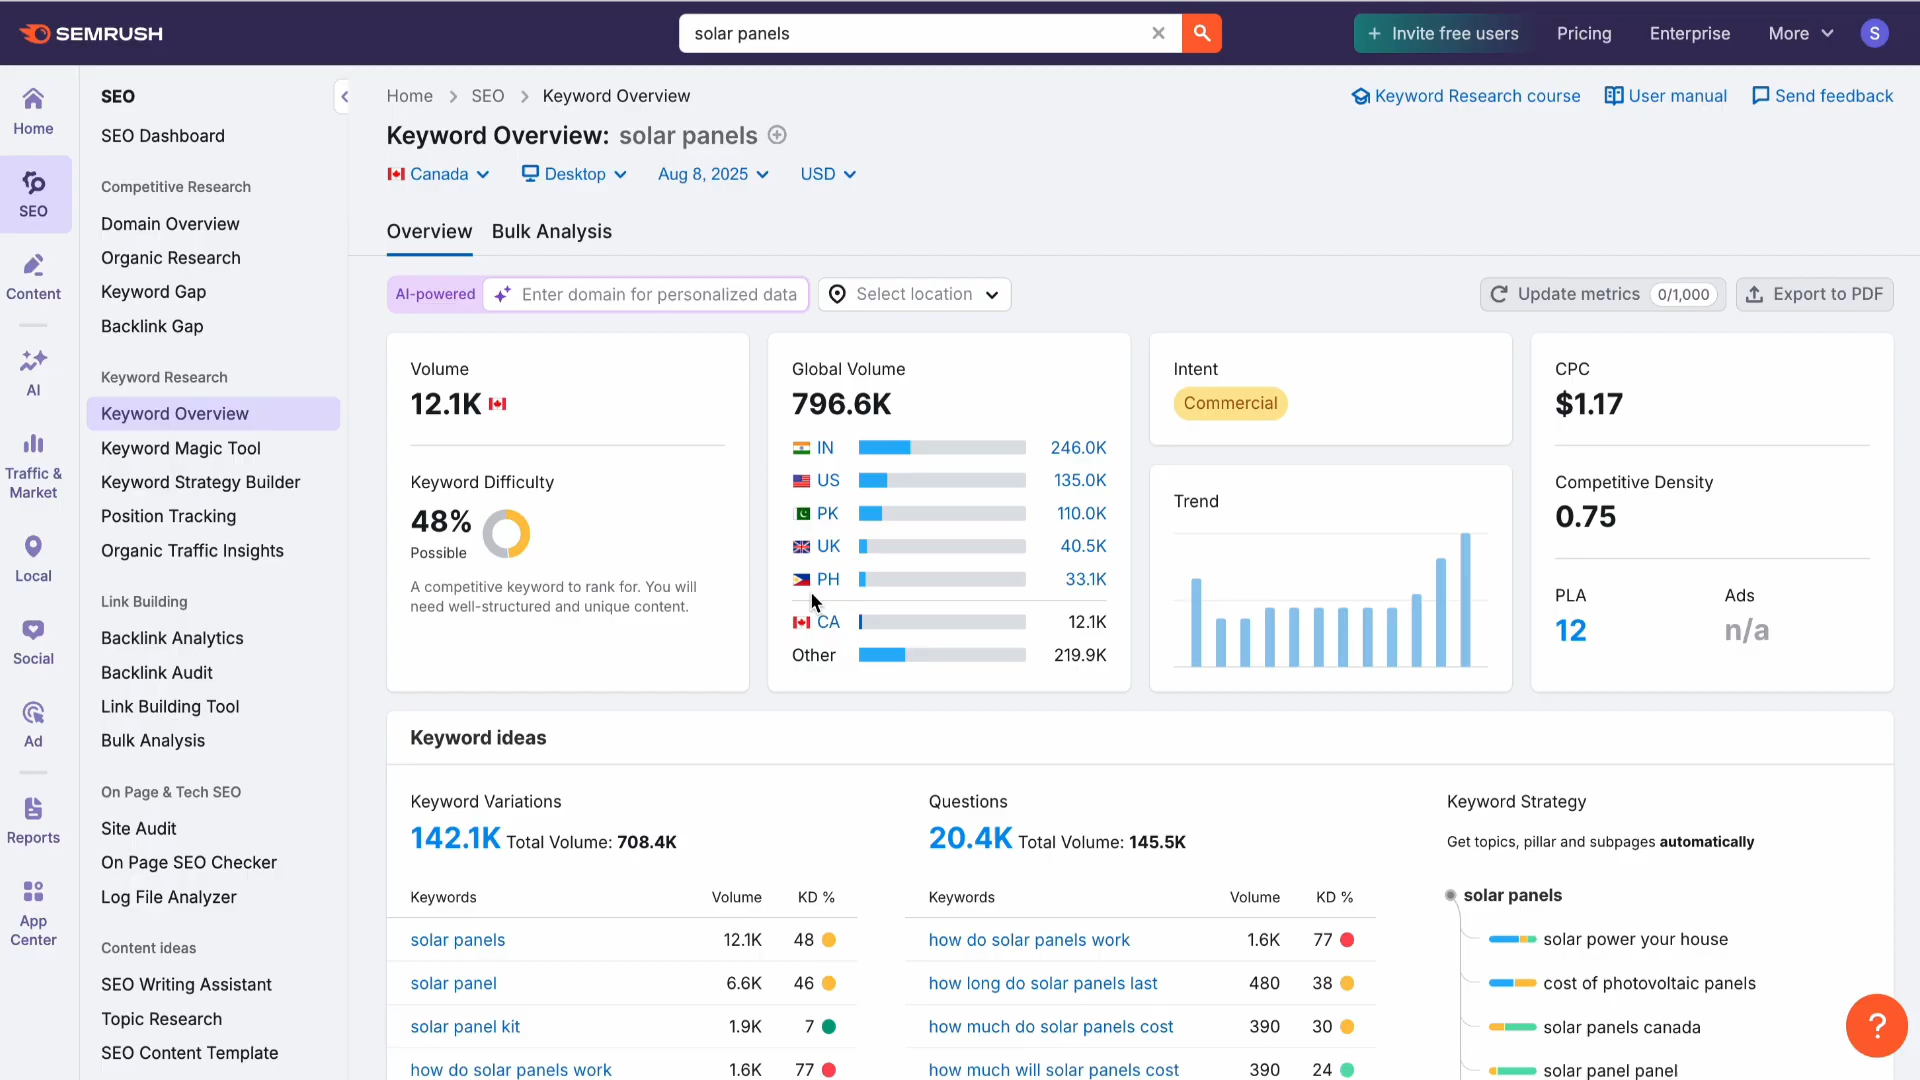 SEMRUSH
solar panels
+ Invite free users
Pricing
Enterprise
More
S
Home
SEO
Content
AI
Traffic &
Market
Local
Social
Ad
Reports
App
Center
SEO
SEO Dashboard
Competitive Research
Domain Overview
Organic Research
Keyword Gap
Backlink Gap
Keyword Research
Keyword Overview
Keyword Magic Tool
Keyword Strategy Builder
Position Tracking
Organic Traffic Insights
Link Building
Backlink Analytics
Backlink Audit
Link Building Tool
Bulk Analysis
On Page & Tech SEO
Site Audit
On Page SEO Checker
Log File Analyzer
Content ideas
SEO Writing Assistant
Topic Research
SEO Content Template
Home > SEO > Keyword Overview
Keyword Research course
User manual
Send feedback
Keyword Overview: solar panels
Canada
Desktop
Aug 8, 2025
USD
Overview
Bulk Analysis
AI-powered
Enter domain for personalized data
Select location
Update metrics 0/1,000
Export to PDF
Volume
12.1K
Keyword Difficulty
48%
Possible
A competitive keyword to rank for. You will
need well-structured and unique content.
Global Volume
796.6K
IN 246.0K
US 135.0K
PK 110.0K
UK 40.5K
PH 33.1K
CA 12.1K
Other 219.9K
Intent
Commercial
Trend
CPC
$1.17
Competitive Density
0.75
PLA
12
Ads
n/a
Keyword ideas
Keyword Variations
142.1K Total Volume: 708.4K
Keywords Volume KD %
solar panels 12.1K 48
solar panel 6.6K 46
solar panel kit 1.9K 7
how do solar panels work 1.6K 77
Questions
20.4K Total Volume: 145.5K
Keywords Volume KD %
how do solar panels work 1.6K 77
how long do solar panels last 480 38
how much do solar panels cost 390 30
how much will solar panels cost 390 24
Keyword Strategy
Get topics, pillar and subpages automatically
solar panels
solar power your house
cost of photovoltaic panels
solar panels canada
solar panel panel
?